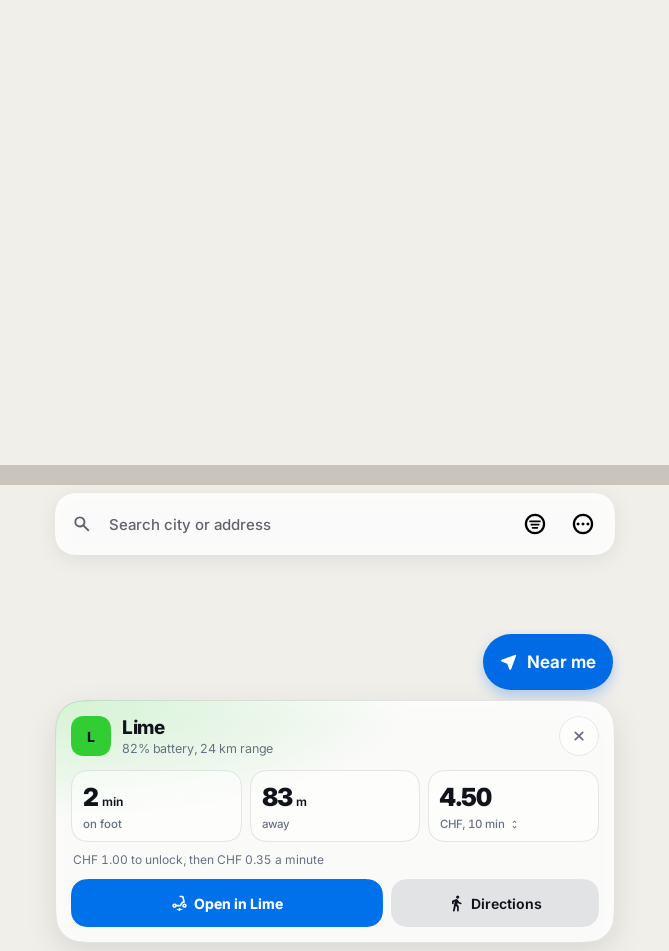 Search city or address
Near me
L
Lime
82% battery, 24 km range
2 min
on foot
83 m
away
4.50
CHF, 10 min
CHF 1.00 to unlock, then CHF 0.35 a minute
Open in Lime
Directions